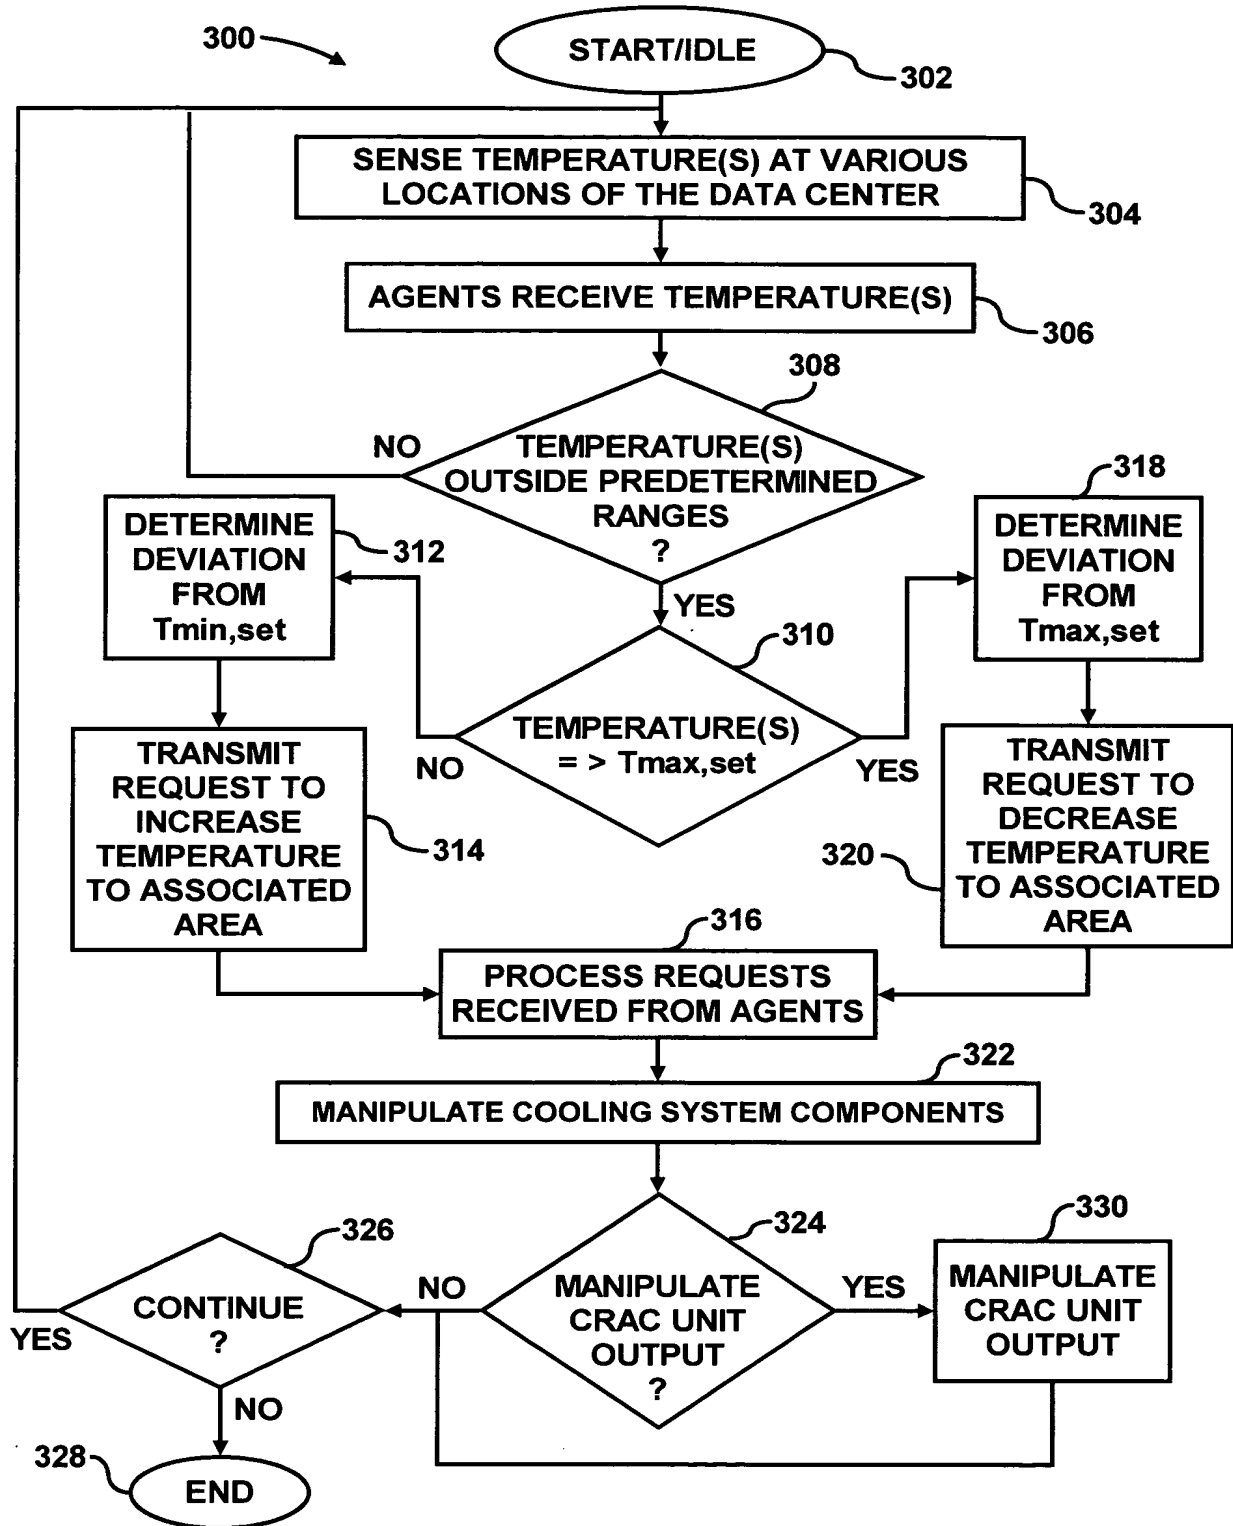 300
START/IDLE
302
SENSE TEMPERATURE(S) AT VARIOUS
LOCATIONS OF THE DATA CENTER
304
AGENTS RECEIVE TEMPERATURE(S)
306
308
NO
TEMPERATURE(S)
OUTSIDE PREDETERMINED
RANGES
?
YES
312
DETERMINE
DEVIATION
FROM
Tmin,set
318
DETERMINE
DEVIATION
FROM
Tmax,set
310
TEMPERATURE(S)
= > Tmax,set
NO
YES
TRANSMIT
REQUEST TO
INCREASE
TEMPERATURE
TO ASSOCIATED
AREA
314
TRANSMIT
REQUEST TO
DECREASE
TEMPERATURE
TO ASSOCIATED
AREA
320
316
PROCESS REQUESTS
RECEIVED FROM AGENTS
322
MANIPULATE COOLING SYSTEM COMPONENTS
324
MANIPULATE
CRAC UNIT
OUTPUT
?
NO
YES
330
MANIPULATE
CRAC UNIT
OUTPUT
326
CONTINUE
?
YES
NO
328
END